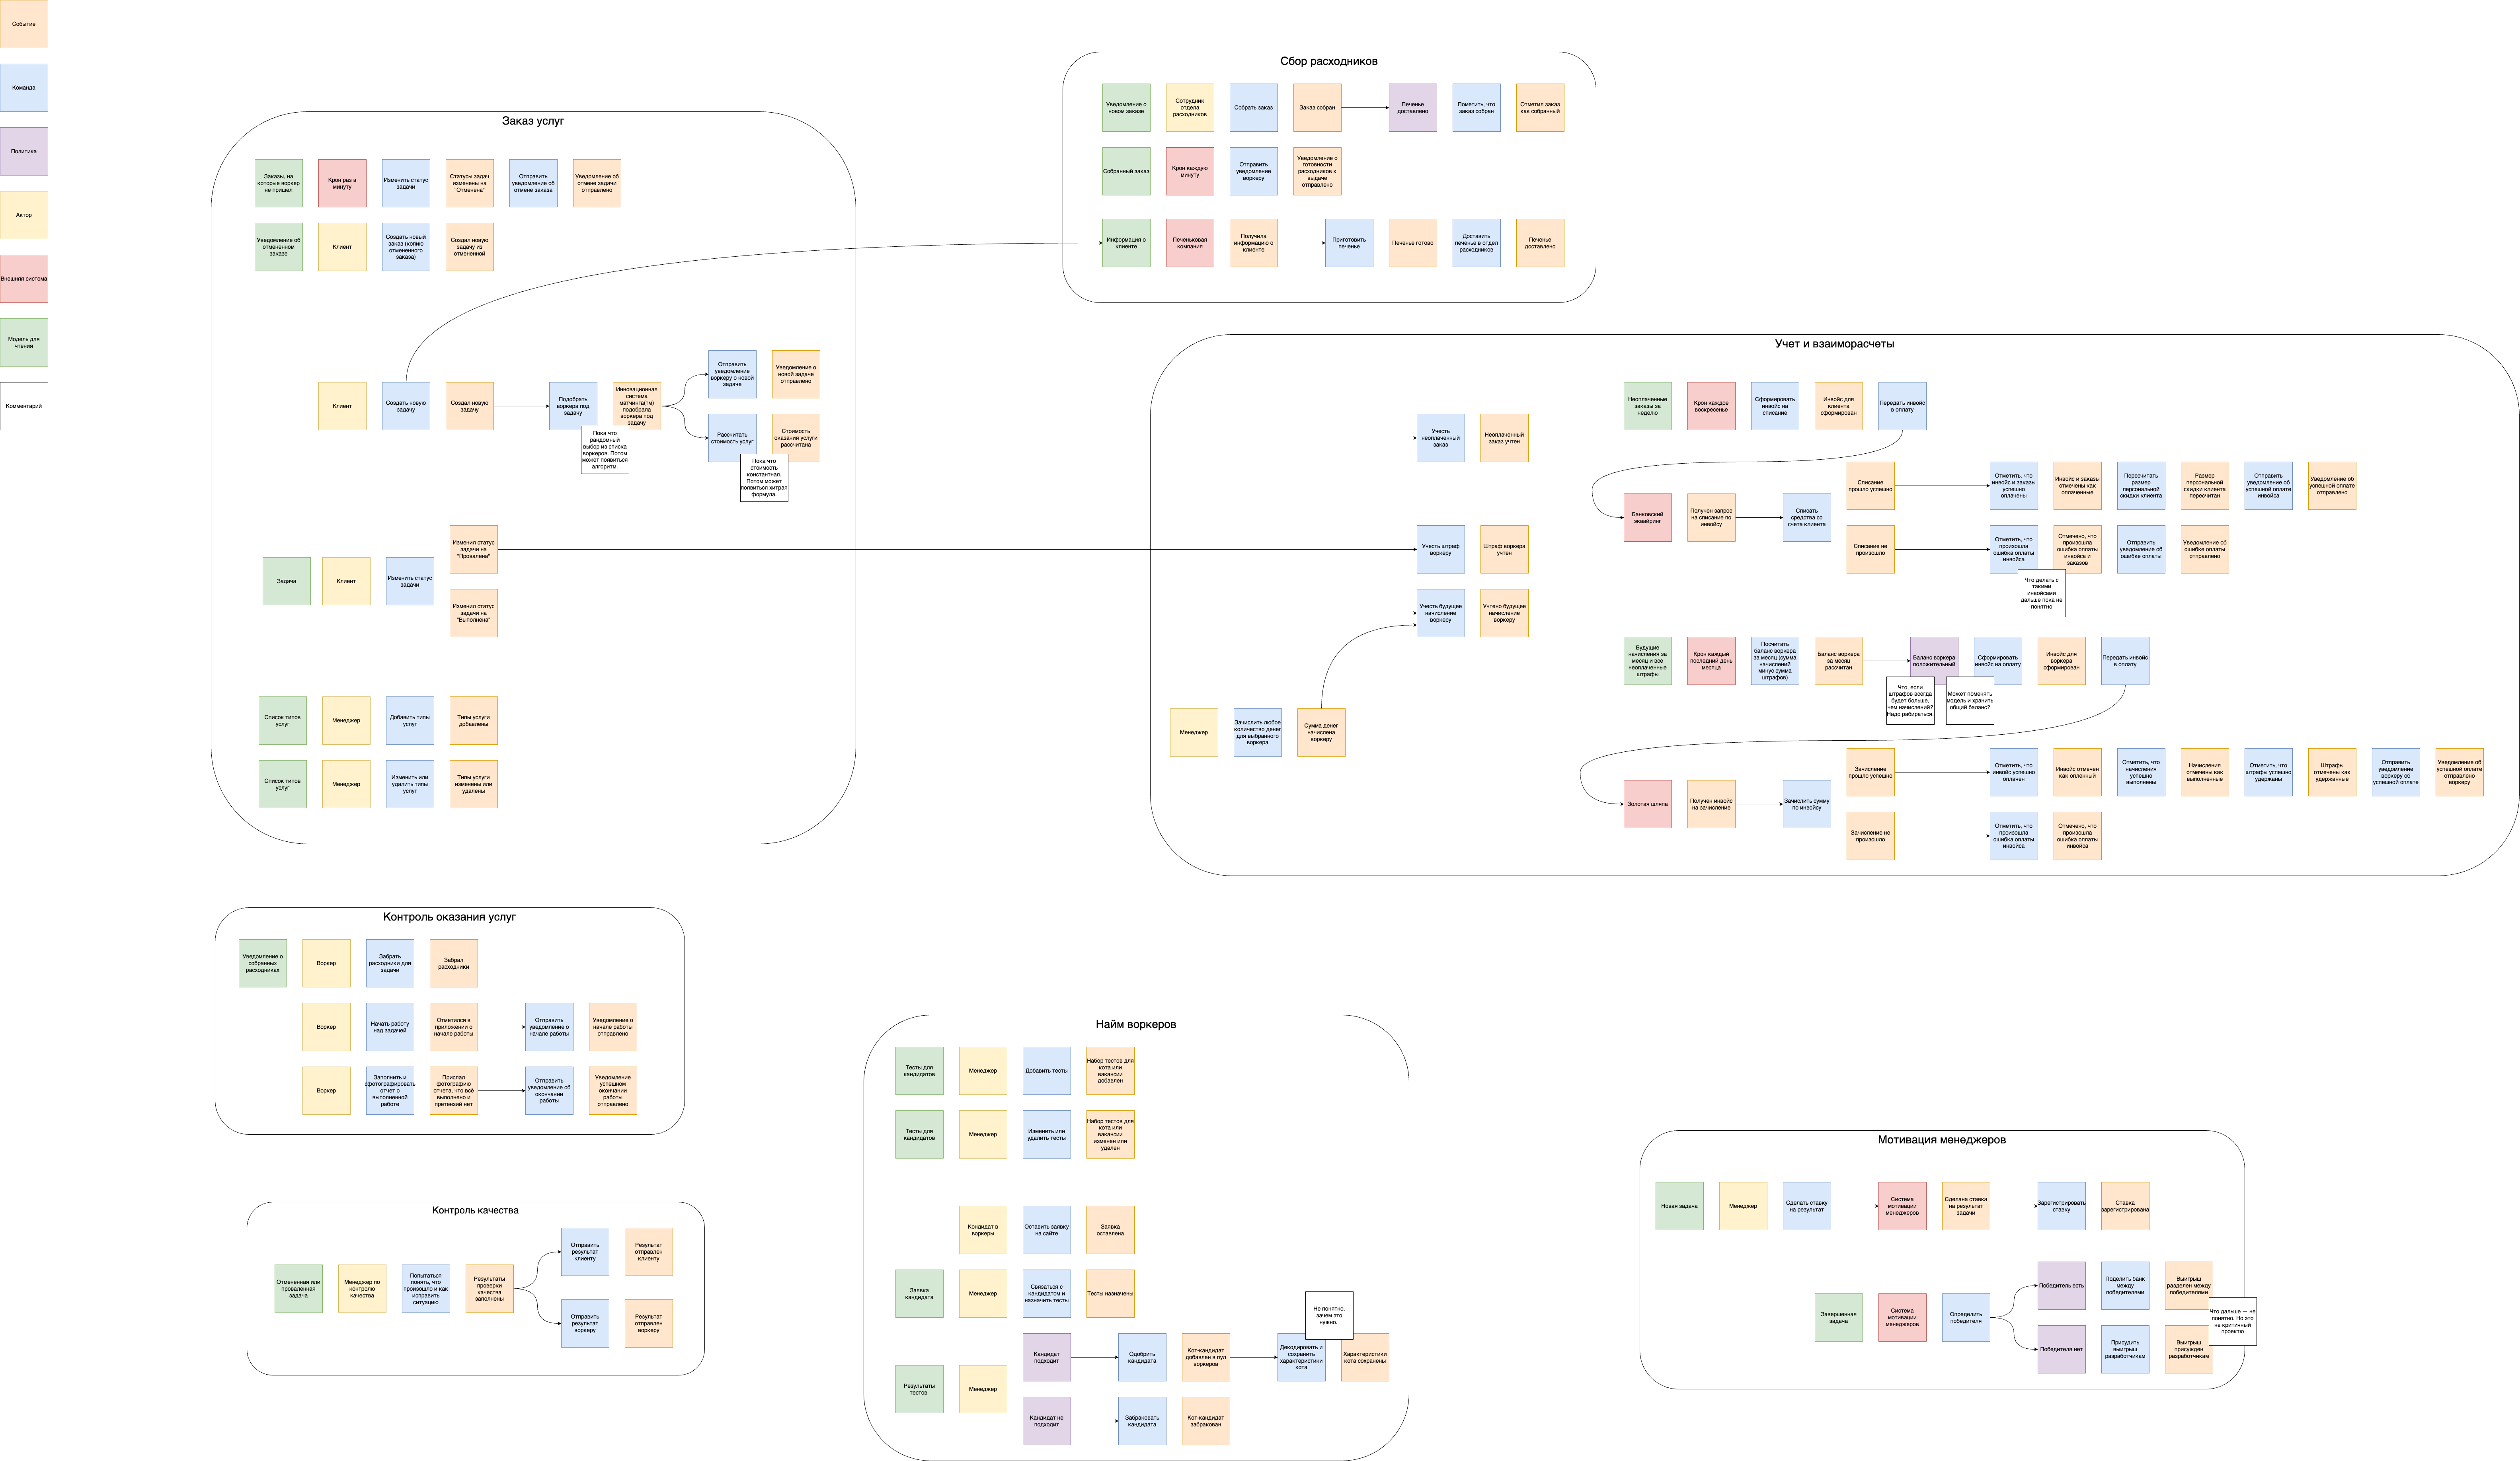 Событие
Команда
Политика
Актор
Внешняя система
Модель для
чтения
Комментарий
Заказ услуг
Заказы, на
которые воркер
не пришел
Крон раз в
минуту
Изменить статус
задачи
Статусы задач
изменены на
"Отменена"
Отправить
уведомление об
отмене заказа
Уведомление об
отмене задачи
отправлено
Уведомление об
отмененном
заказе
Клиент
Создать новый
заказ (копию
отмененного
заказа)
Создал новую
задачу из
отмененной
Клиент
Создать новую
задачу
Создал новую
задачу
Подобрать
воркера под
задачу
Пока что
рандомный
выбор из списка
воркеров. Потом
может появиться
алгоритм.
Инновационная
система
матчинга(тм)
подобрала
воркера под
задачу
Отправить
уведомление
воркеру о новой
задаче
Уведомление о
новой задаче
отправлено
Рассчитать
стоимость услуг
Пока что
стоимость
константная.
Потом может
появиться хитрая
формула.
Стоимость
оказания услуги
рассчитана
Задача
Клиент
Изменить статус
задачи
Изменил статус
задачи на
"Провалена"
Изменил статус
задачи на
"Выполнена"
Список типов
услуг
Менеджер
Добавить типы
услуг
Типы услуги
добавлены
Список типов
услуг
Менеджер
Изменить или
удалить типы
услуг
Типы услуги
изменены или
удалены
Сбор расходников
Уведомление о
новом заказе
Сотрудник
отдела
расходников
Собрать заказ
Заказ собран
Печенье
доставлено
Пометить, что
заказ собран
Отметил заказ
как собранный
Собранный заказ
Крон каждую
минуту
Отправить
уведомление
воркеру
Уведомление о
готовности
расходников к
выдаче
отправлено
Информация о
клиенте
Печеньковая
компания
Получила
информацию о
клиенте
Приготовить
печенье
Печенье готово
Доставить
печенье в отдел
расходников
Печенье
доставлено
Учет и взаиморасчеты
Учесть
неоплаченный
заказ
Неоплаченный
заказ учтен
Учесть штраф
воркеру
Штраф воркера
учтен
Учесть будущее
начисление
воркеру
Учтено будущее
начисление
воркеру
Менеджер
Зачислить любое
количество денег
для выбранного
воркера
Сумма денег
начислена
воркеру
Неоплаченные
заказы за
неделю
Крон каждое
воскресенье
Сформировать
инвойс на
списание
Инвойс для
клиента
сформирован
Передать инвойс
в оплату
Банковский
эквайринг
Получен запрос
на списание по
инвойсу
Списать
средства со
счета клиента
Списание
прошло успешно
Отметить, что
инвойс и заказы
успешно
оплачены
Инвойс и заказы
отмечены как
оплаченные
Пересчитать
размер
персональной
скидки клиента
Размер
персональной
скидки клиента
пересчитан
Отправить
уведомление об
успешной оплате
инвойса
Уведомление об
успешной оплате
отправлено
Списание не
произошло
Отметить, что
произошла
ошибка оплаты
инвойса
Что делать с
такими
инвойсами
дальше пока не
понятно
Отмечено, что
произошла
ошибка оплаты
инвойса и
заказов
Отправить
уведомление об
ошибке оплаты
Уведомление об
ошибке оплаты
отправлено
Будущие
начисления за
месяц и все
неоплаченные
штрафы
Крон каждый
последний день
месяца
Посчитать
баланс воркера
за месяц (сумма
начислений
минус сумма
штрафов)
Баланс воркера
за месяц
рассчитан
Баланс воркера
положительный
Что, если
штрафов всегда
будет больше,
чем начислений?
Надо рабираться.
Может поменять
модель и хранить
общий баланс?
Сформировать
инвойс на оплату
Инвойс для
воркера
сформирован
Передать инвойс
в оплату
Золотая шляпа
Получен инвойс
на зачисление
Зачислить сумму
по инвойсу
Зачисление
прошло успешно
Отметить, что
инвойс успешно
оплачен
Инвойс отмечен
как опленный
Отметить, что
начисления
успешно
выполнены
Начисления
отмечены как
выполненные
Отметить, что
штрафы успешно
удержаны
Штрафы
отмечены как
удержанные
Отправить
уведомление
воркеру об
успешной оплате
Уведомление об
успешной оплате
отправлено
воркеру
Зачисление не
произошло
Отметить, что
произошла
ошибка оплаты
инвойса
Отмечено, что
произошла
ошибка оплаты
инвойса
Контроль оказания услуг
Уведомление о
собранных
расходниках
Воркер
Забрать
расходники для
задачи
Забрал
расходники
Воркер
Начать работу
над задачей
Отметился в
приложении о
начале работы
Отправить
уведомление о
начале работы
Уведомление о
начале работы
отправлено
Воркер
Заполнить и
сфотографировать
отчет о
выполненной
работе
Прислал
фотографию
отчета, что всё
выполнено и
претензий нет
Отправить
уведомление об
окончании
работы
Уведомление
успешном
окончании
работы
отправлено
Контроль качества
Отмененная или
проваленная
задача
Менеджер по
контролю
качества
Попытаться
понять, что
произошло и как
исправить
ситуацию
Результаты
проверки
качества
заполнены
Отправить
результат
клиенту
Результат
отправлен
клиенту
Отправить
результат
воркеру
Результат
отправлен
воркеру
Найм воркеров
Тесты для
кандидатов
Менеджер
Добавить тесты
Набор тестов для
кота или
вакансии
добавлен
Тесты для
кандидатов
Менеджер
Изменить или
удалить тесты
Набор тестов для
кота или
вакансии
изменен или
удален
Кондидат в
воркеры
Оставить заявку
на сайте
Заявка
оставлена
Заявка
кандидата
Менеджер
Связаться с
кандидатом и
назначить тесты
Тесты назначены
Результаты
тестов
Менеджер
Кандидат
подходит
Одобрить
кандидата
Кот-кандидат
добавлен в пул
воркеров
Не понятно,
зачем это
нужно.
Декодировать и
сохранить
характеристики
кота
Характеристики
кота сохранены
Кандидат не
подходит
Забраковать
кандидата
Кот-кандидат
забракован
Мотивация менеджеров
Новая задача
Менеджер
Сделать ставку
на результат
Система
мотивации
менеджеров
Сделана ставка
на результат
задачи
Зарегистрировать
ставку
Ставка
зарегистрирована
Завершенная
задача
Система
мотивации
менеджеров
Определить
победителя
Победитель есть
Поделить банк
между
победителями
Выигрыш
разделен между
победителями
Что дальше — не
понятно. Но это
не критичный
проектю
Победителя нет
Присудить
выигрыш
разработчикам
Выигрыш
присужден
разработчикам